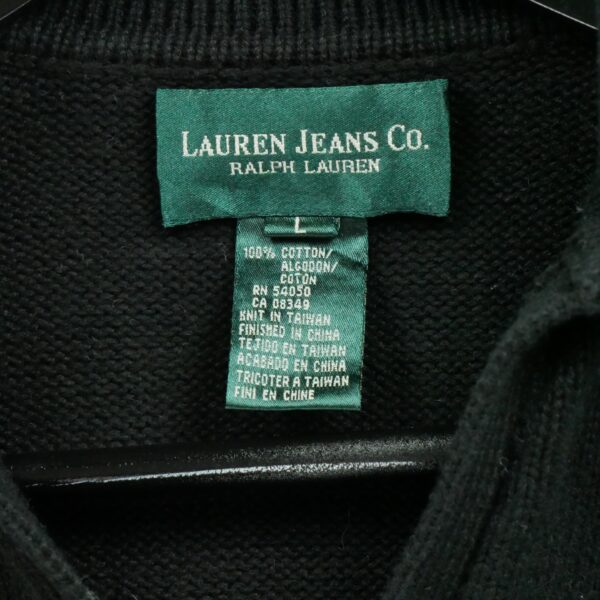 LAUREN JEANS CO.
RALPH LAUREN
L
100% COTTON/
ALGODON/
COTON
RN 54050
CA 08349
KNIT IN TAIWAN
FINISHED IN CHINA
TEJIDO EN TAIWAN
ACABADO EN CHINA
TRICOTER A TAIWAN
FINI EN CHINE